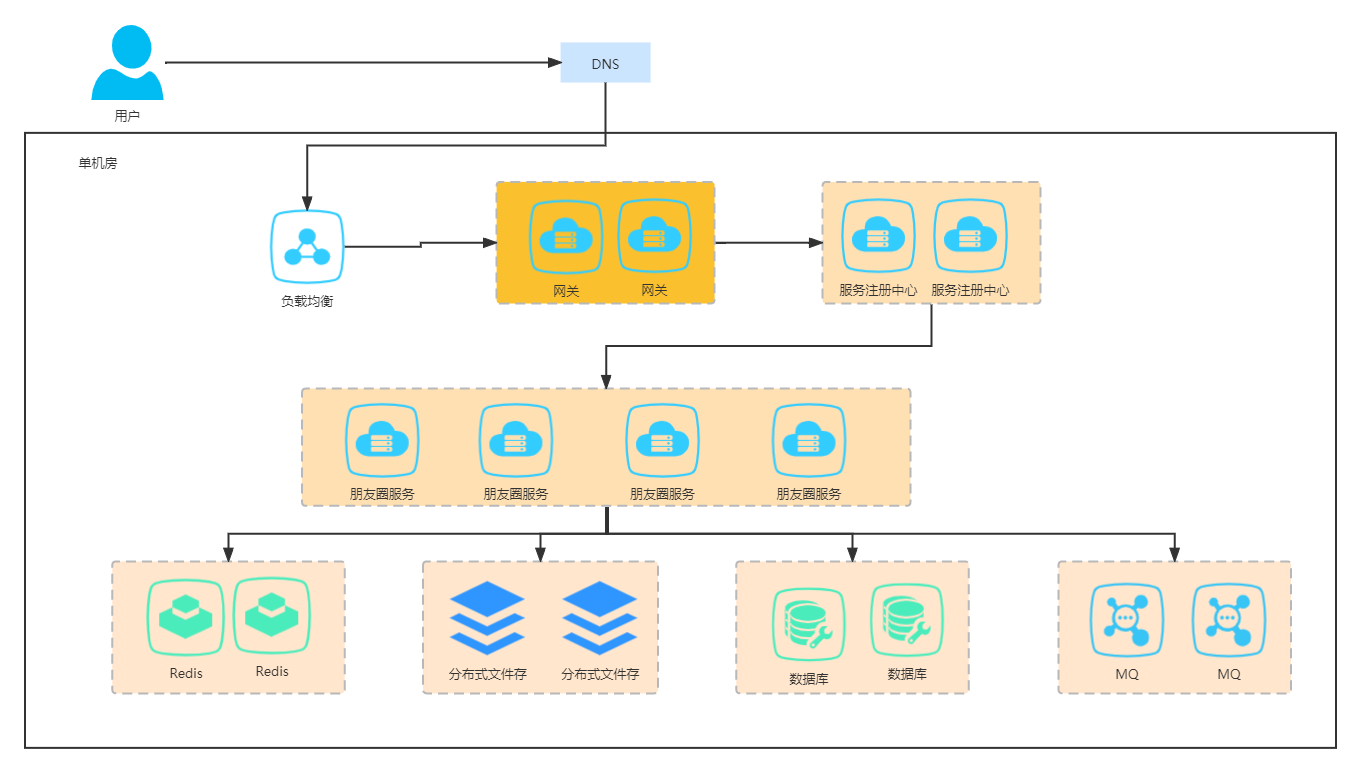 用户
DNS
单机房
负载均衡
网关
网关
服务注册中心
服务注册中心
朋友圈服务
朋友圈服务
朋友圈服务
朋友圈服务
Redis
Redis
分布式文件存
分布式文件存
数据库
数据库
MQ
MQ